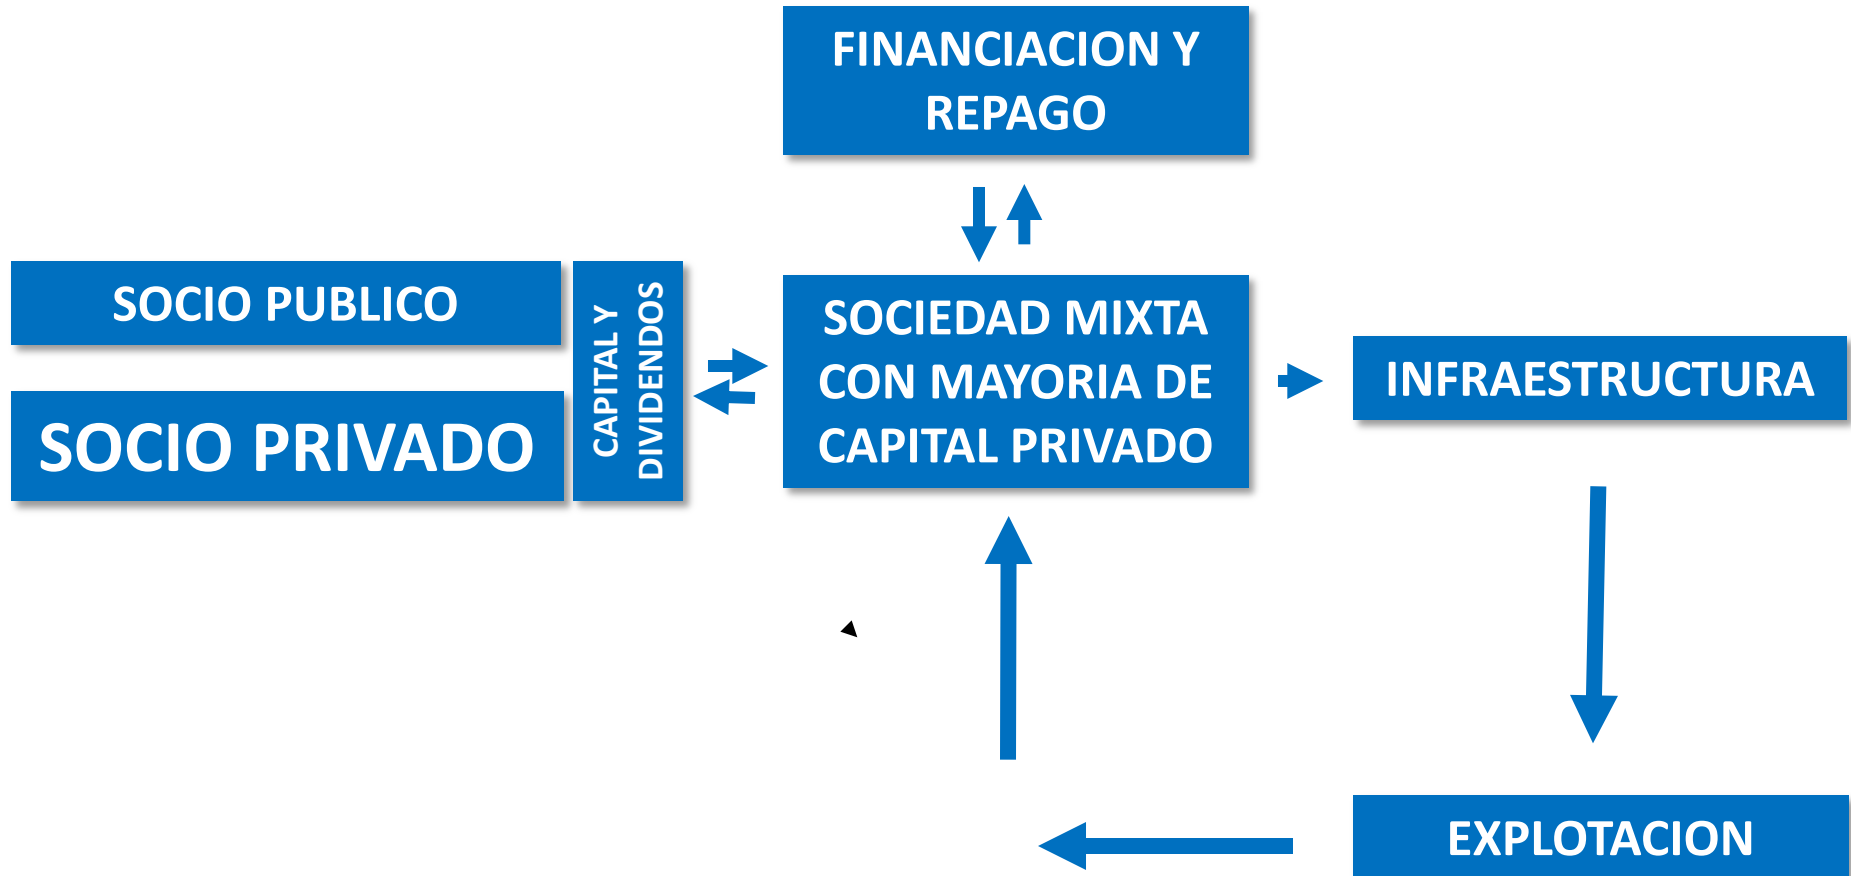 FINANCIACION Y
REPAGO
SOCIO PUBLICO
SOCIO PRIVADO
CAPITAL Y
DIVIDENDOS
SOCIEDAD MIXTA
CON MAYORIA DE
CAPITAL PRIVADO
INFRAESTRUCTURA
EXPLOTACION